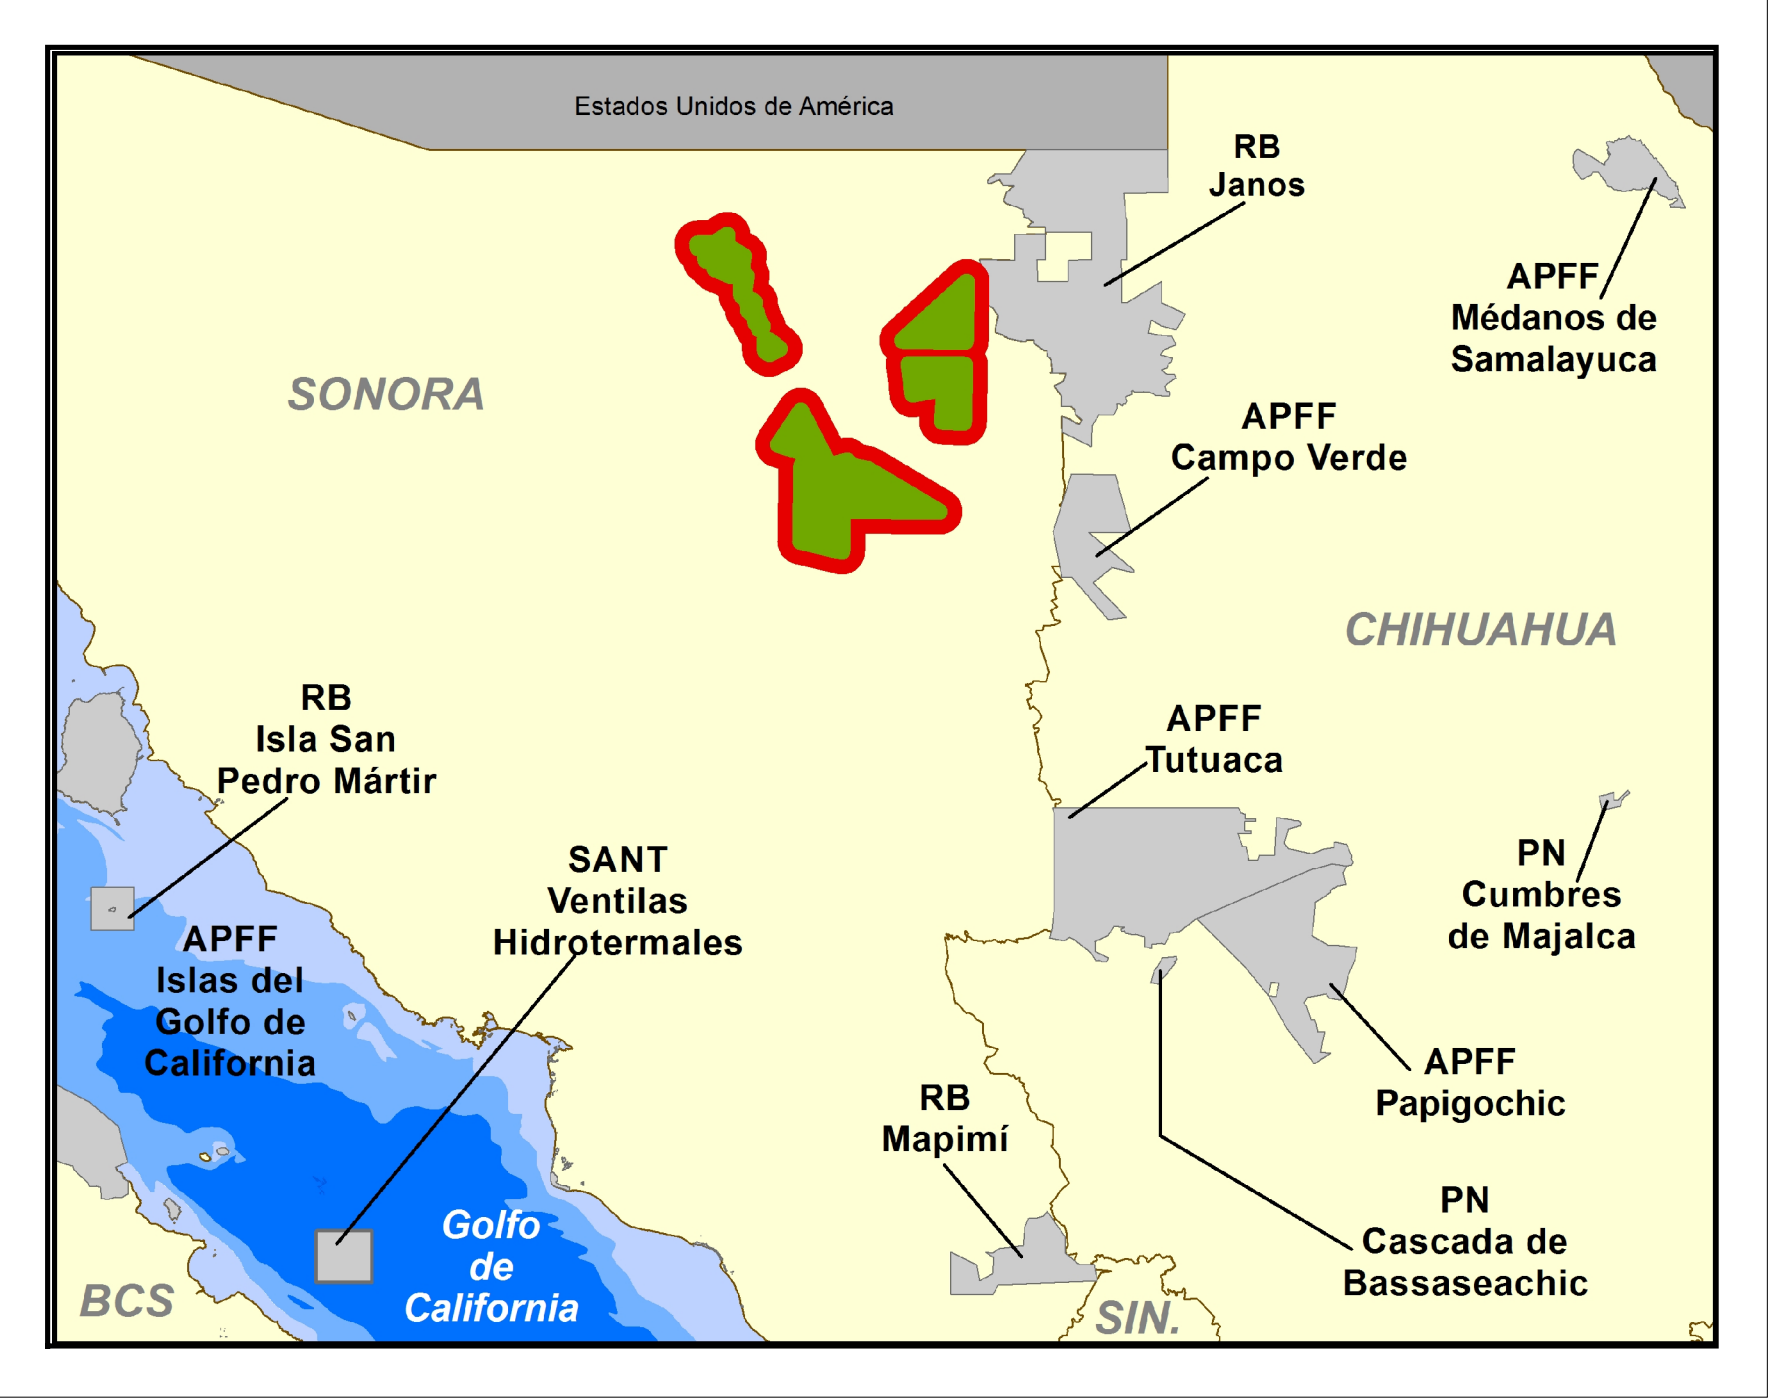 Estados Unidos de América
RB
Janos
APFF
Médanos de
Samalayuca
SONORA
APFF
Campo Verde
CHIHUAHUA
RB
Isla San
Pedro Mártir
APFF
Tutuaca
SANT
Ventilas
Hidrotermales
PN
Cumbres
de Majalca
APFF
Islas del
Golfo de
California
APFF
Papigochic
RB
Mapimí
PN
Cascada de
Bassaseachic
Golfo
de
California
BCS
SIN.